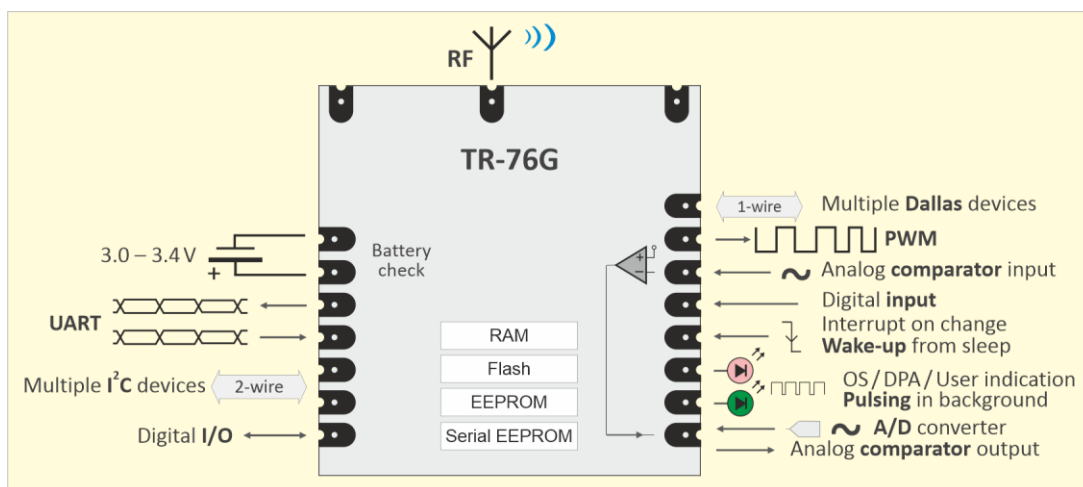 RF
TR-76G
3.0 – 3.4 V
+
Battery
check
UART
Multiple I²C devices
2-wire
Digital I/O
RAM
Flash
EEPROM
Serial EEPROM
+
−
1-wire
Multiple Dallas devices
PWM
Analog comparator input
Digital input
Interrupt on change
Wake-up from sleep
OS / DPA / User indication
Pulsing in background
A/D converter
Analog comparator output